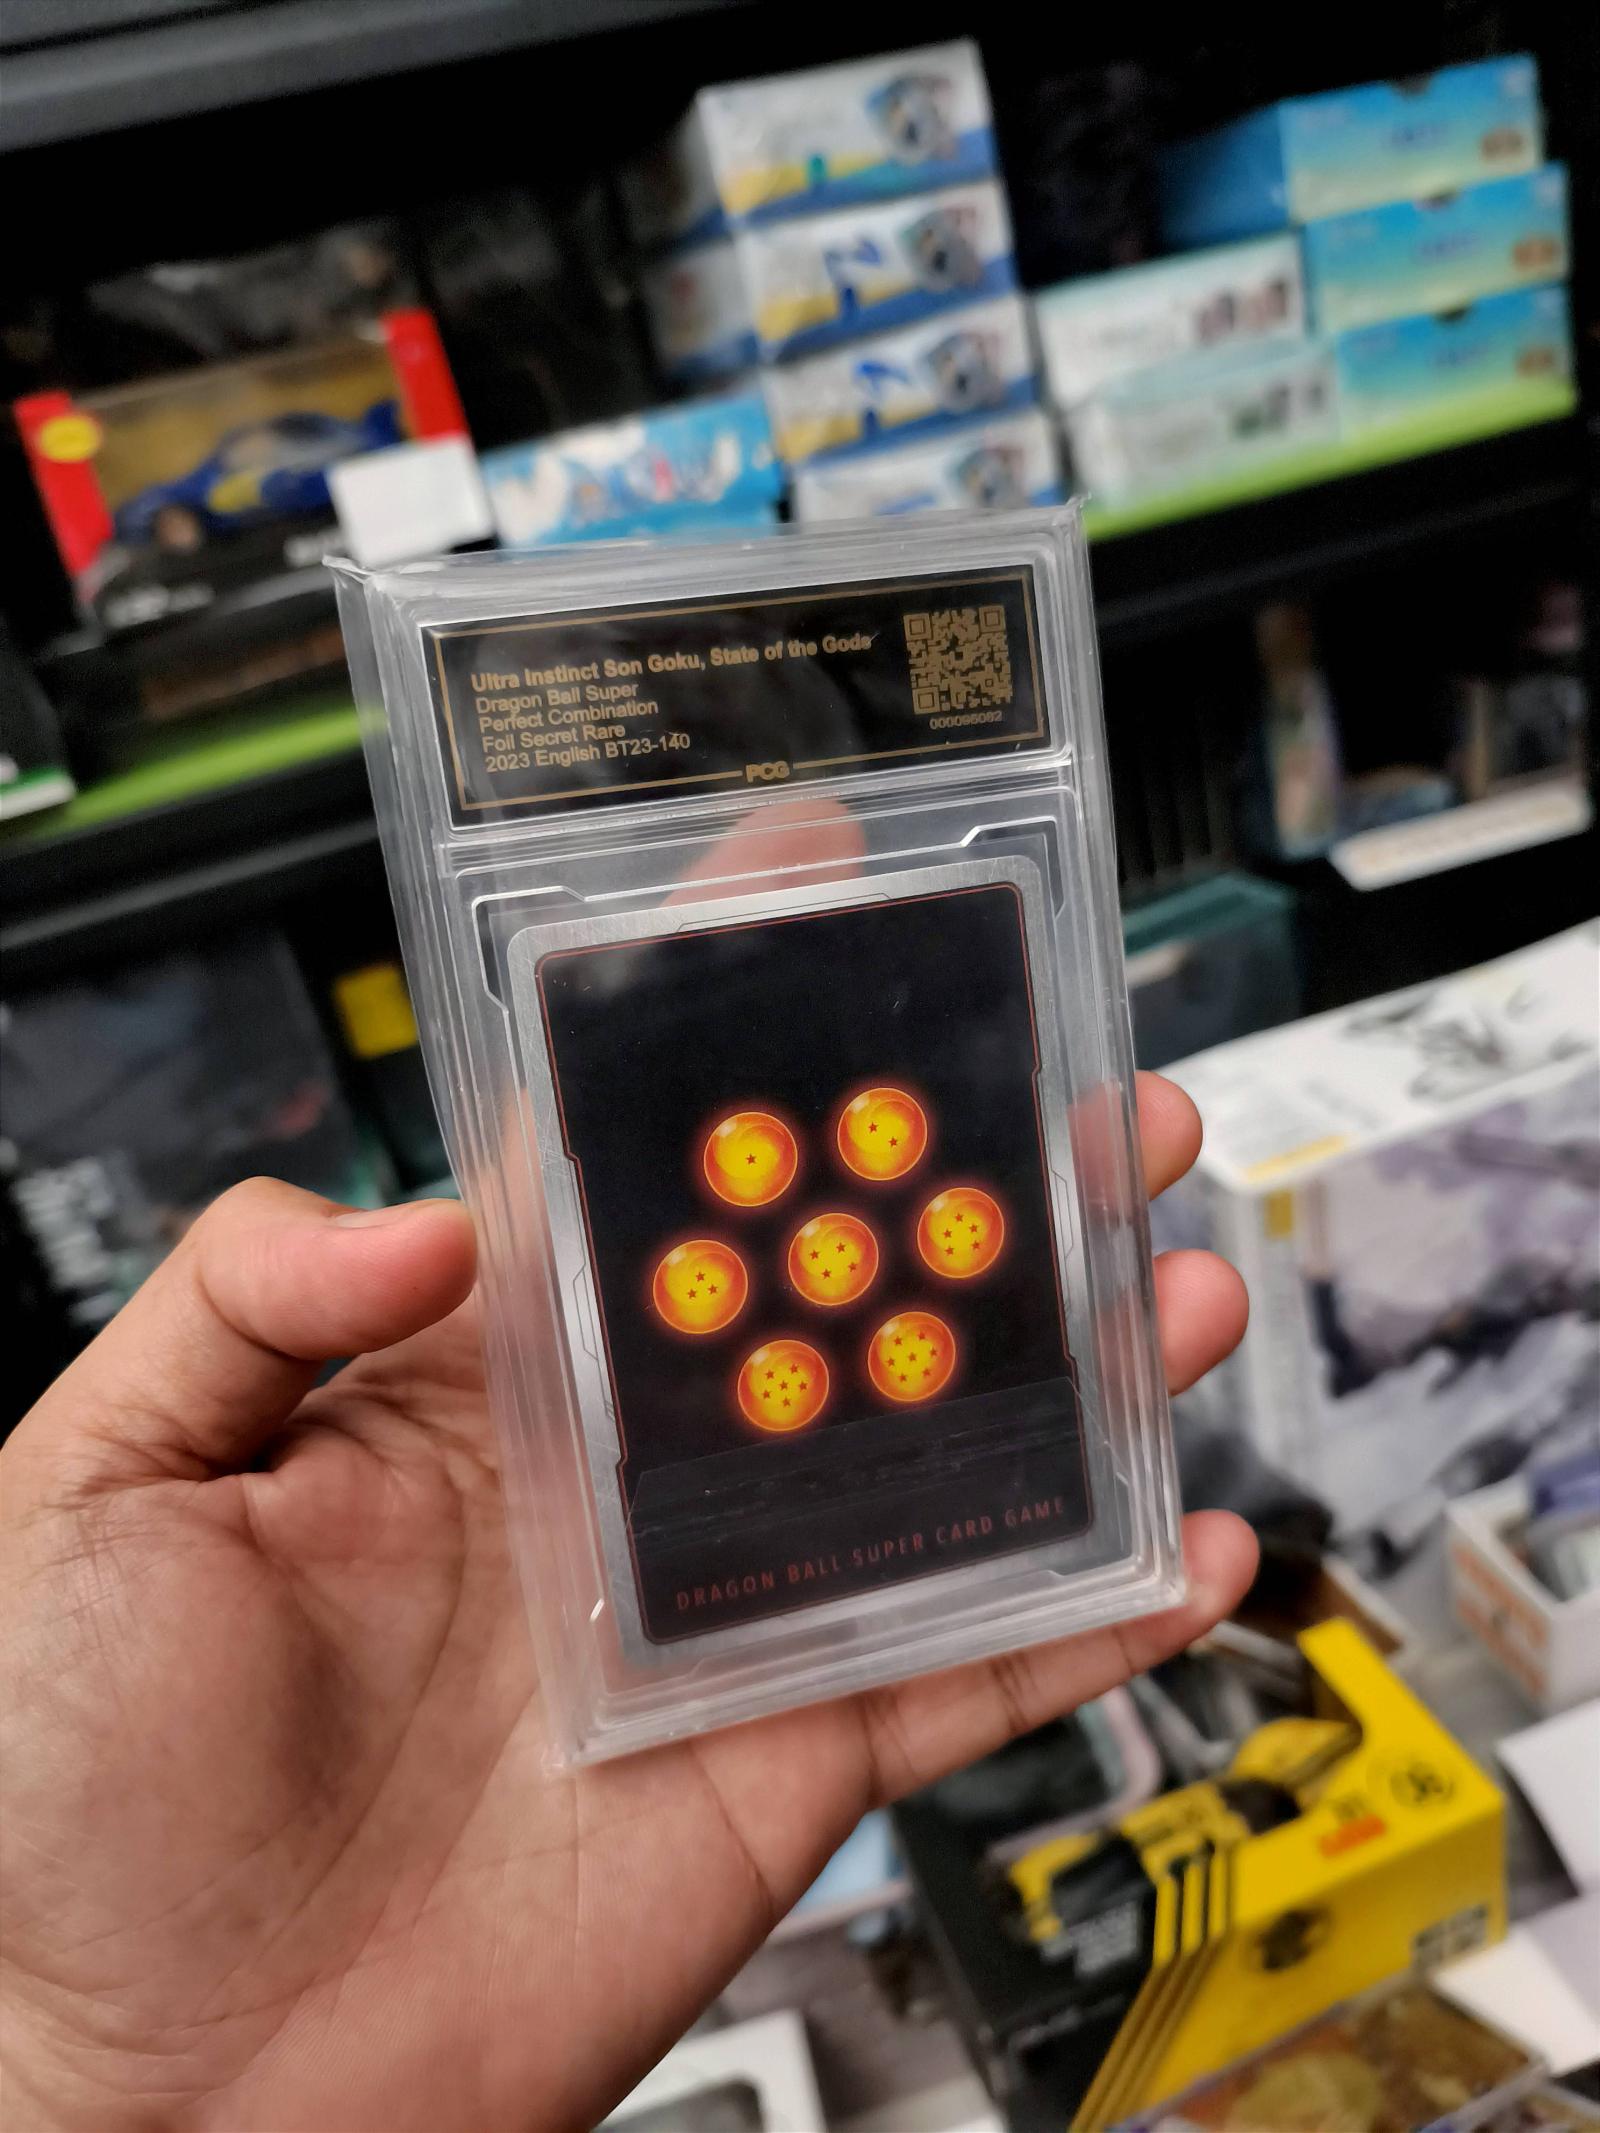 Ultra Instinct Son Goku, State of the Gods
Dragon Ball Super
Perfect Combination
Foil Secret Rare
2023 English BT23-140
000095082
PCG
DRAGON BALL SUPER CARD GAME